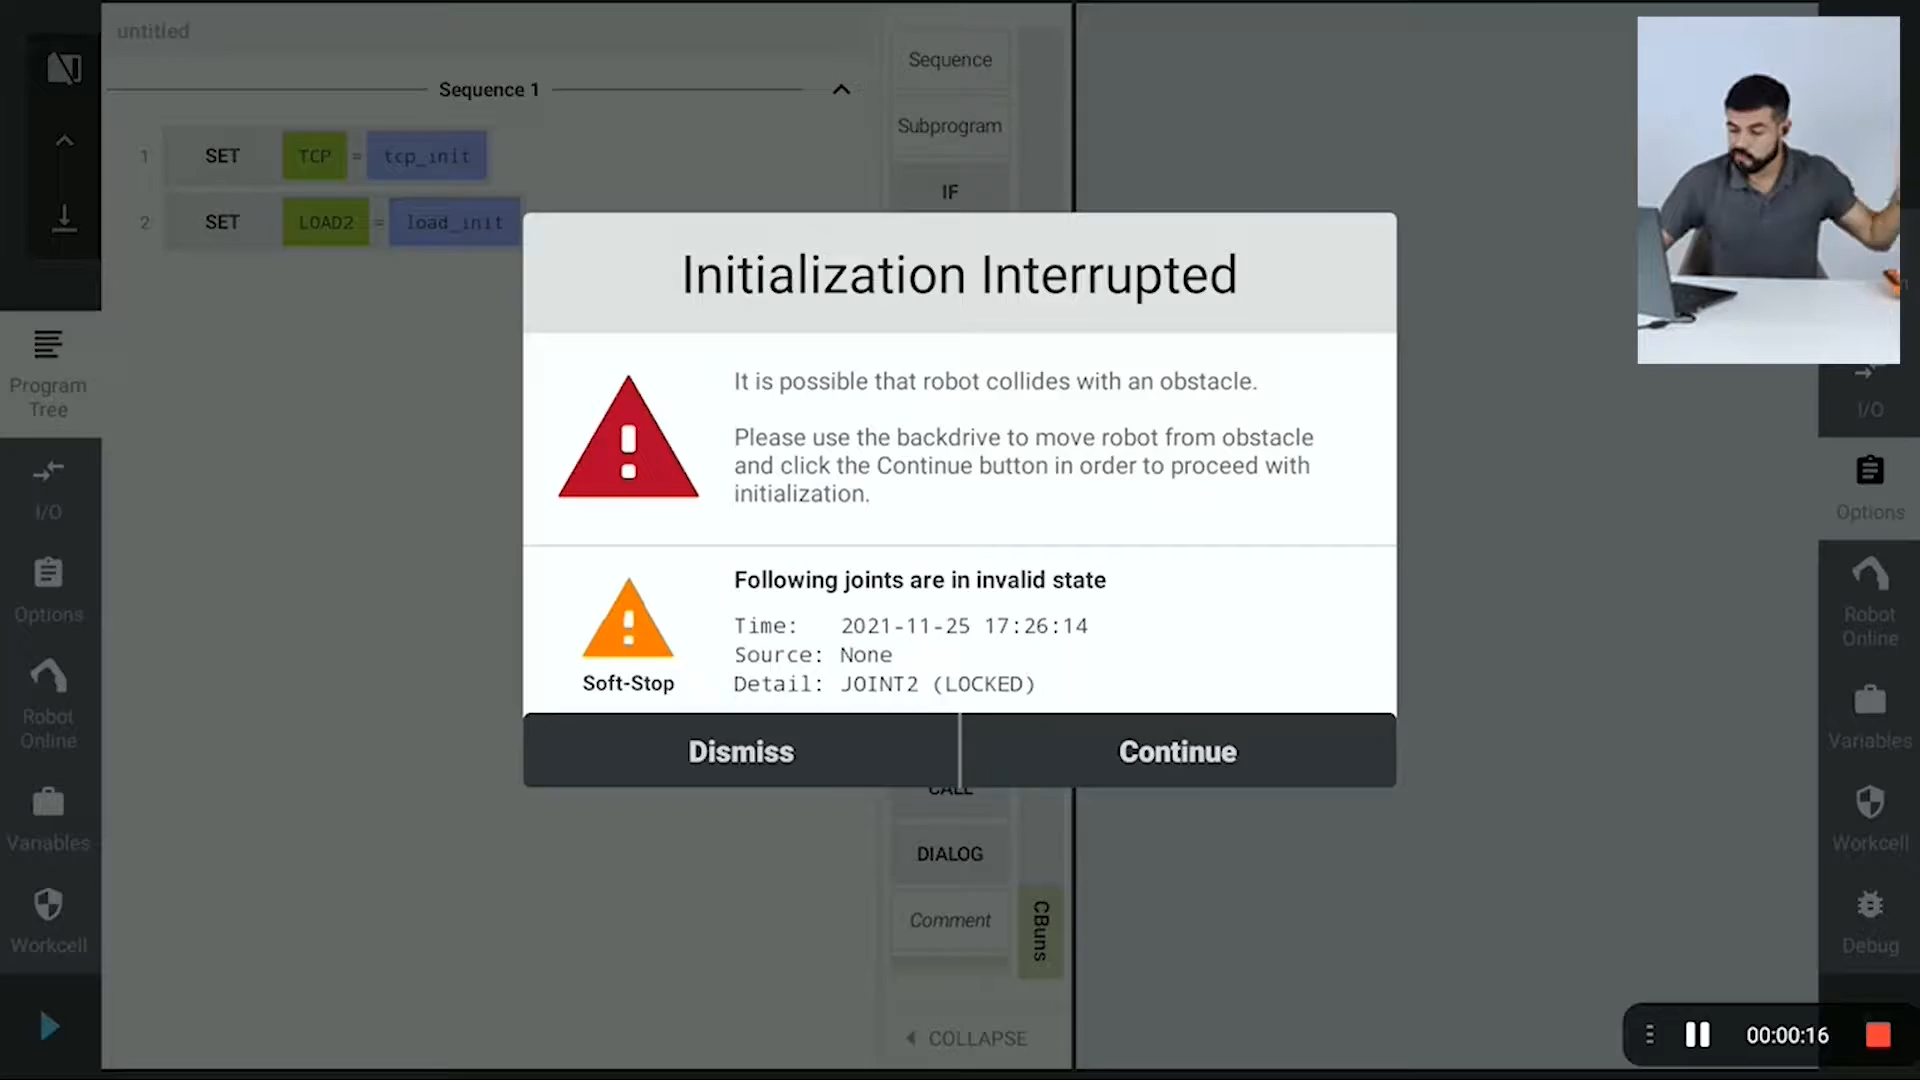 untitled
Sequence 1
1 SET TCP = tcp_init
2 SET LOAD2 = load_init
Sequence
Subprogram
IF
Initialization Interrupted
It is possible that robot collides with an obstacle.
Please use the backdrive to move robot from obstacle
and click the Continue button in order to proceed with
initialization.
Following joints are in invalid state
Time: 2021-11-25 17:26:14
Source: None
Detail: JOINT2 (LOCKED)
Soft-Stop
Dismiss
Continue
CALL
DIALOG
Comment
CBuns
COLLAPSE
Program
Tree
I/O
Options
Robot
Online
Variables
Workcell
I/O
Options
Robot
Online
Variables
Workcell
Debug
00:00:16